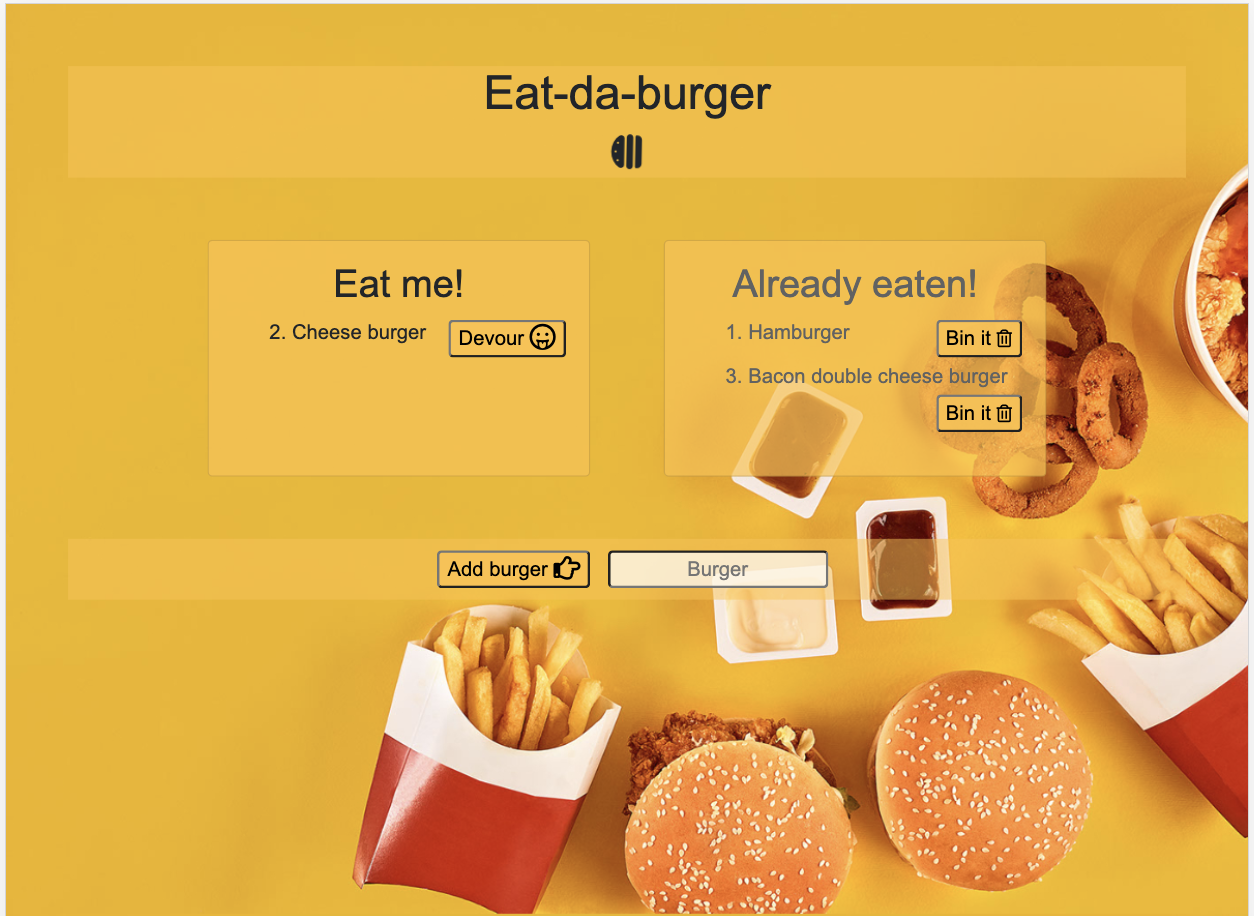 Eat-da-burger
Eat me!
2. Cheese burger
Devour
Already eaten!
1. Hamburger
Bin it
3. Bacon double cheese burger
Bin it
Add burger
Burger